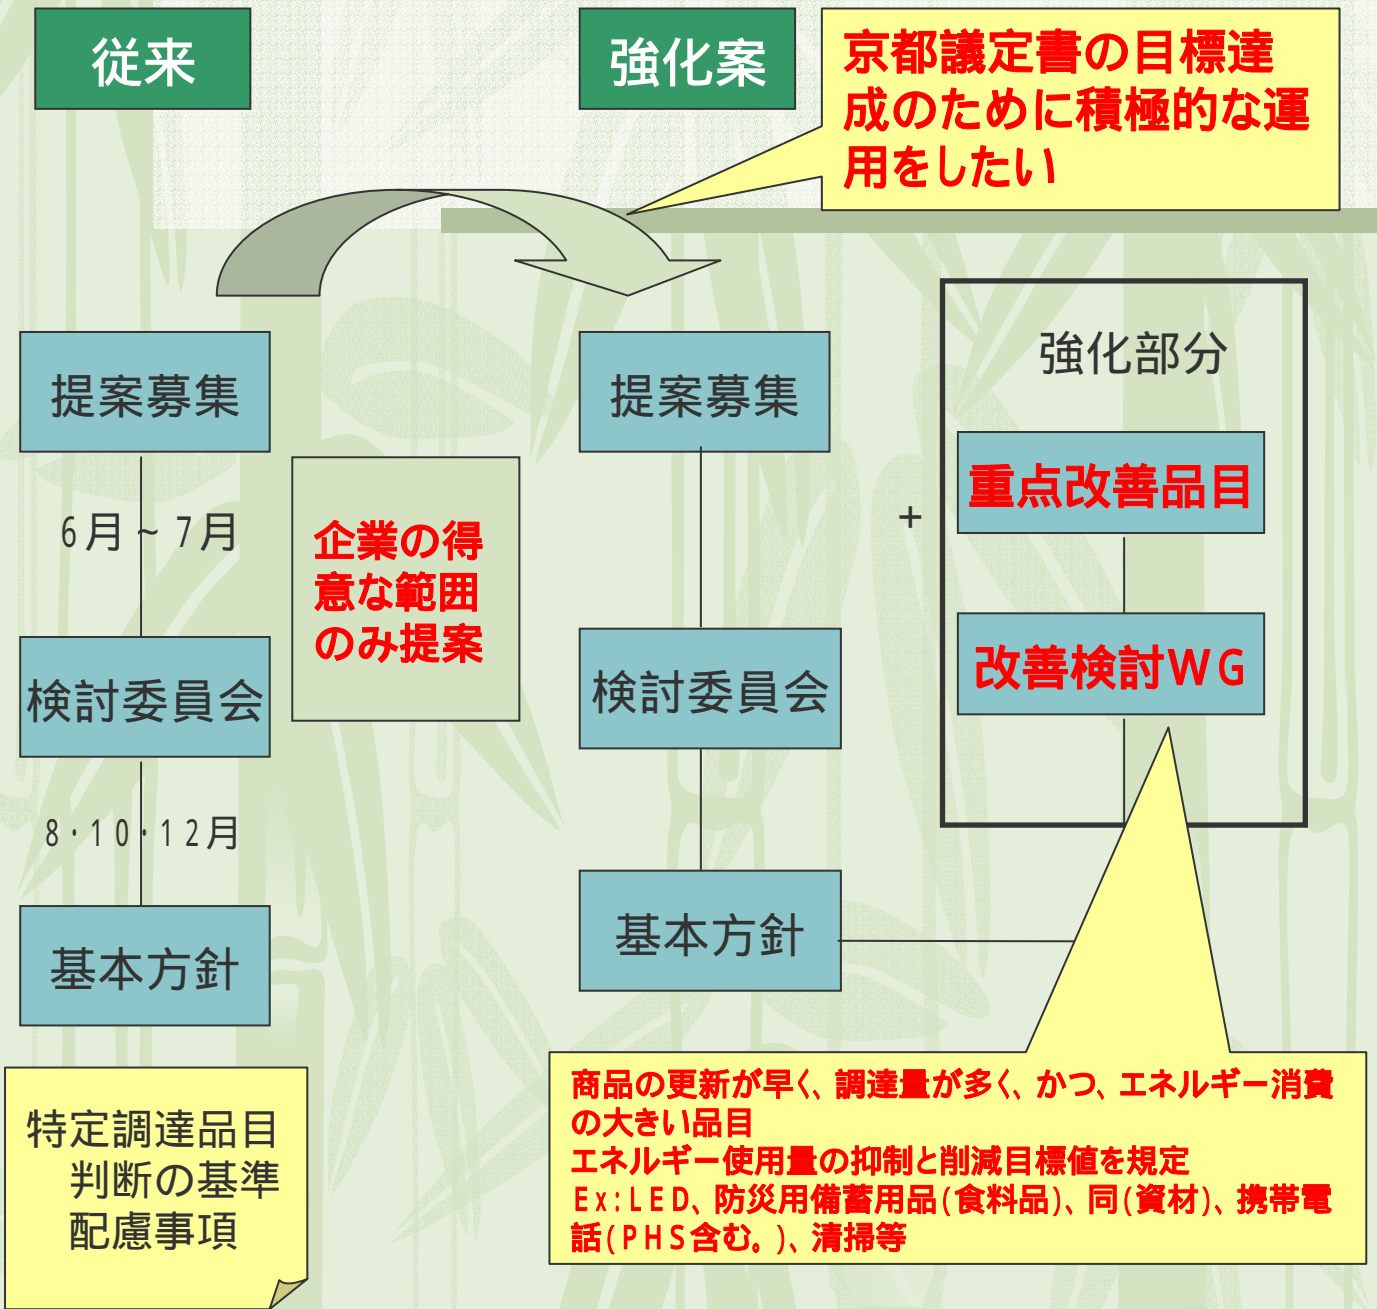 従来
強化案
京都議定書の目標達
成のために積極的な運
用をしたい
提案募集
6月~7月
検討委員会
8・10・12月
基本方針
特定調達品目
判断の基準
配慮事項
企業の得
意な範囲
のみ提案
提案募集
検討委員会
基本方針
+
強化部分
重点改善品目
改善検討WG
商品の更新が早く、調達量が多く、かつ、エネルギー消費
の大きい品目
エネルギー使用量の抑制と削減目標値を規定
Ex:LED、防災用備蓄用品(食料品)、同(資材)、携帯電
話(PHS含む。)、清掃等